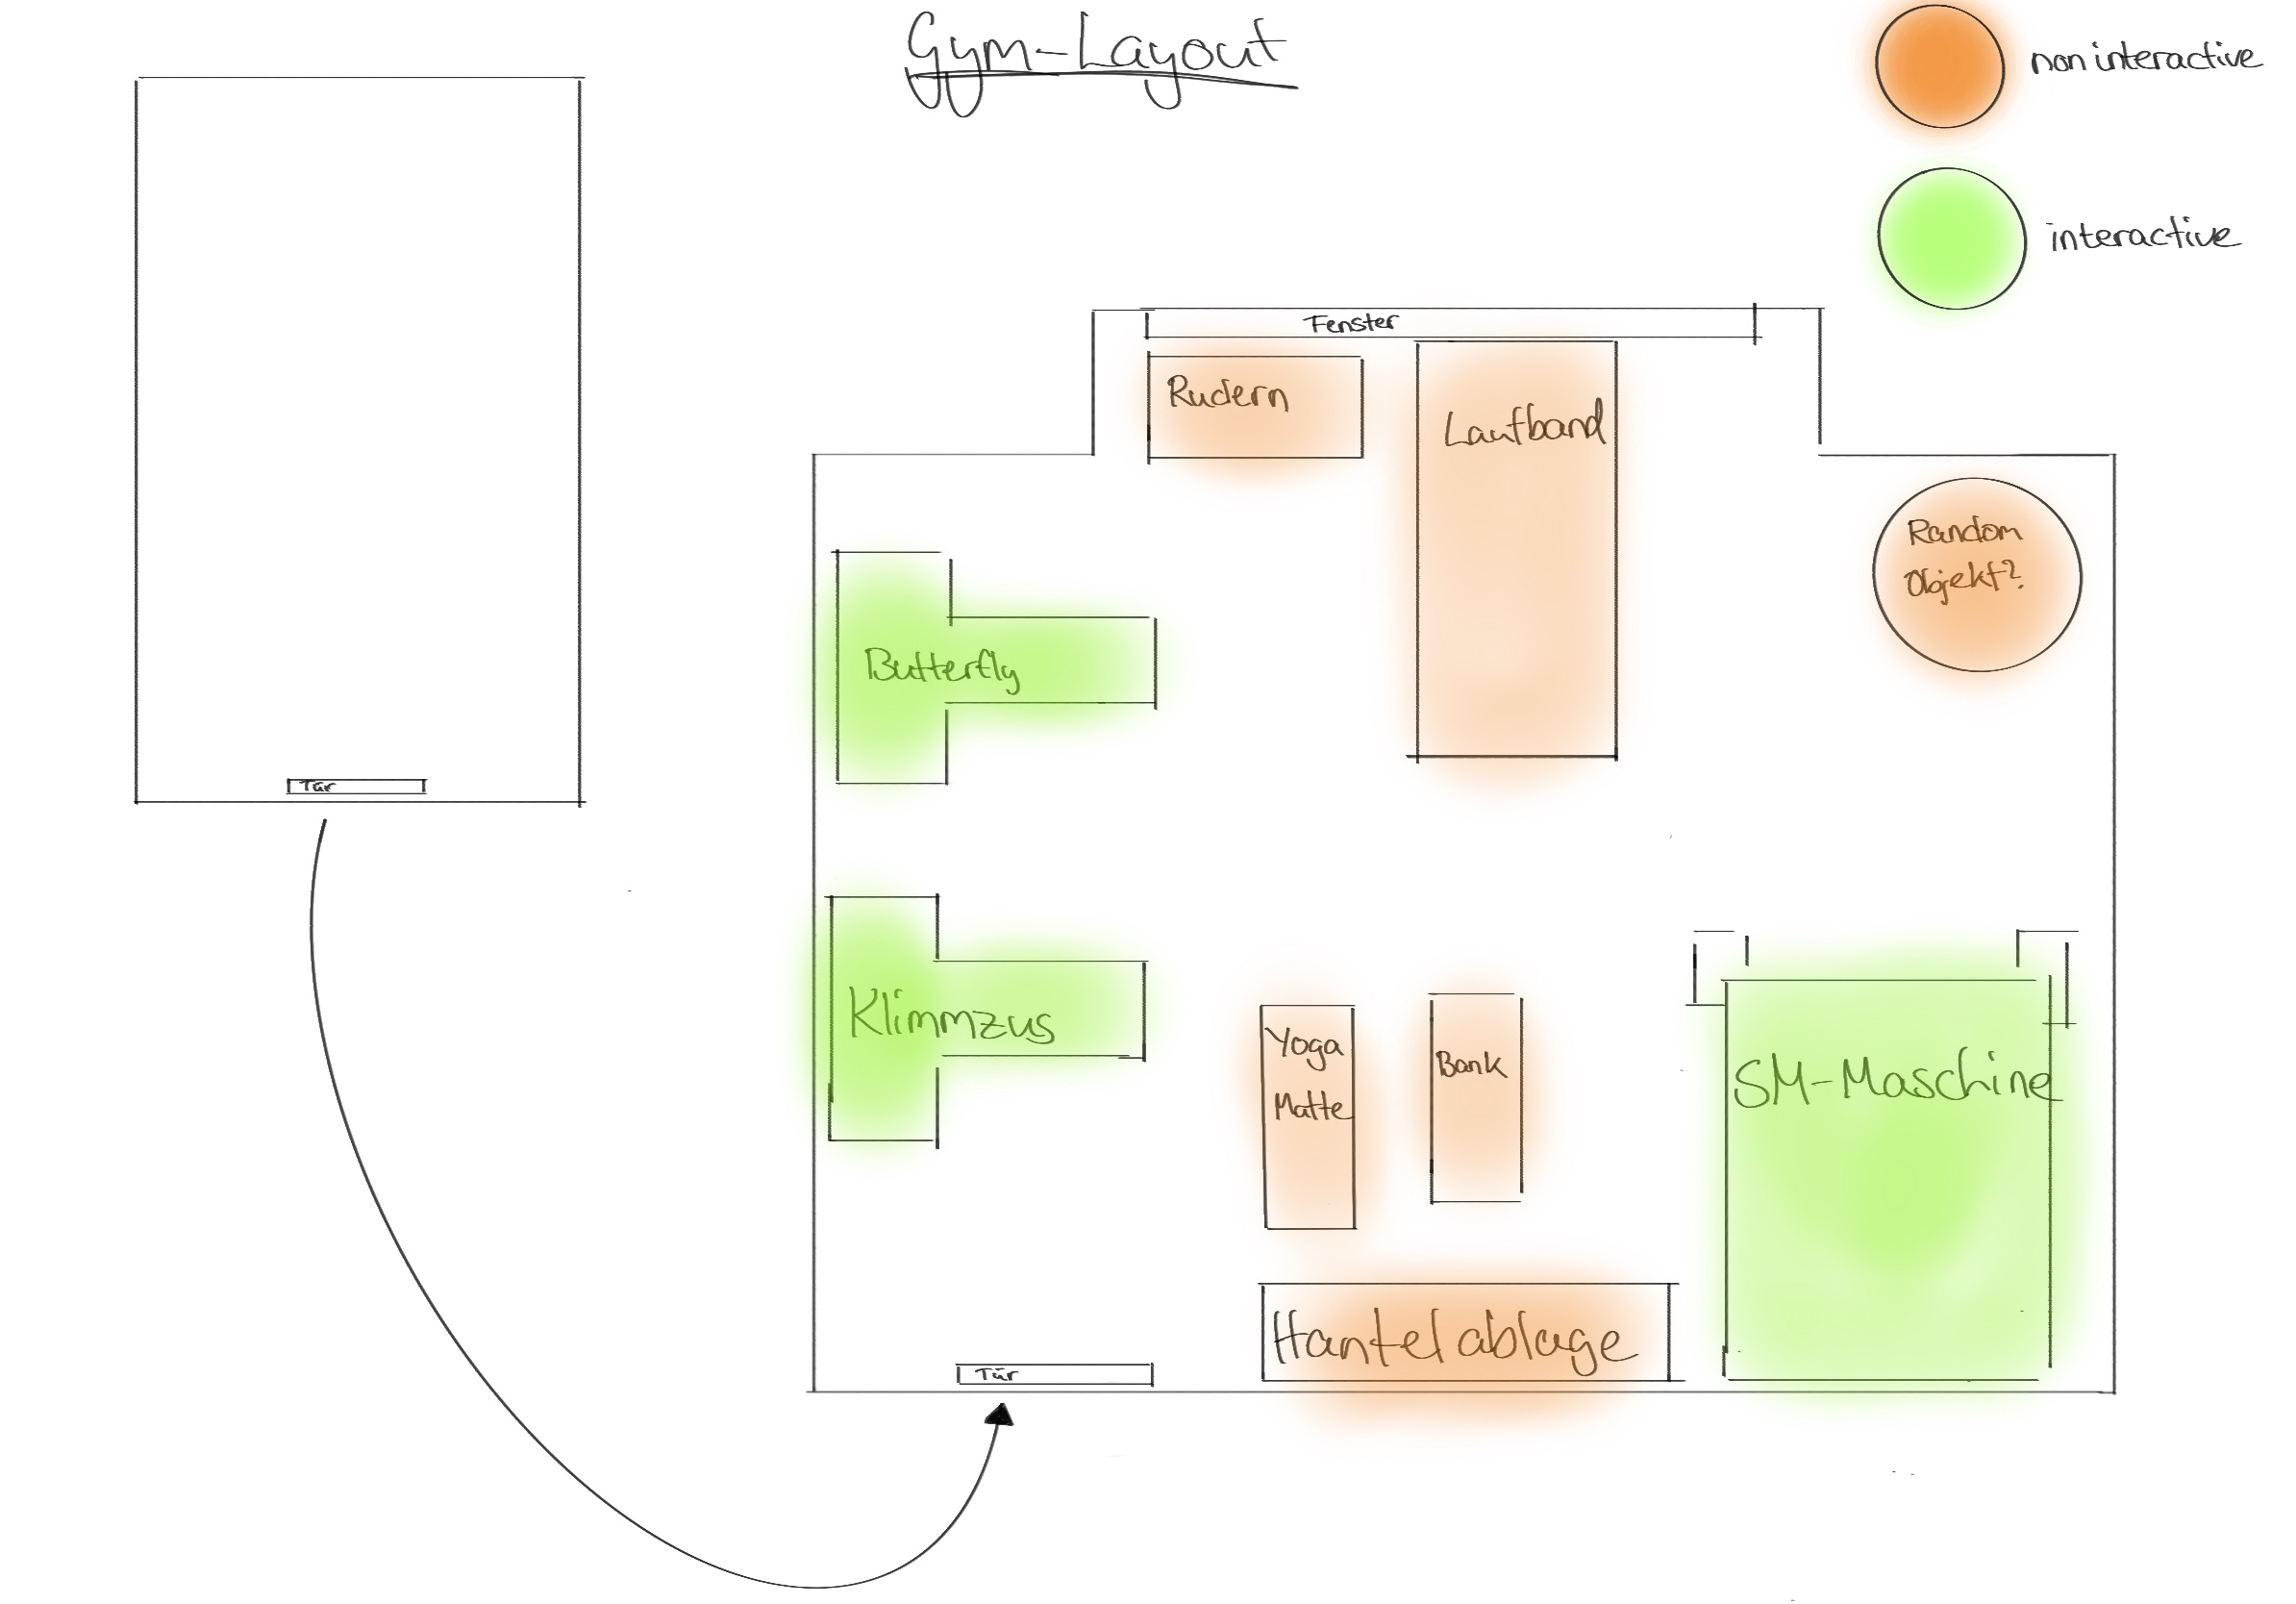 Gym-Layout
non interactive
interactive
Fenster
Rudern
Laufband
Random
Objekt?
Butterfly
Tür
Klimmzus
Yoga
Matte
Bank
SM-Maschine
Hantelablage
Tür